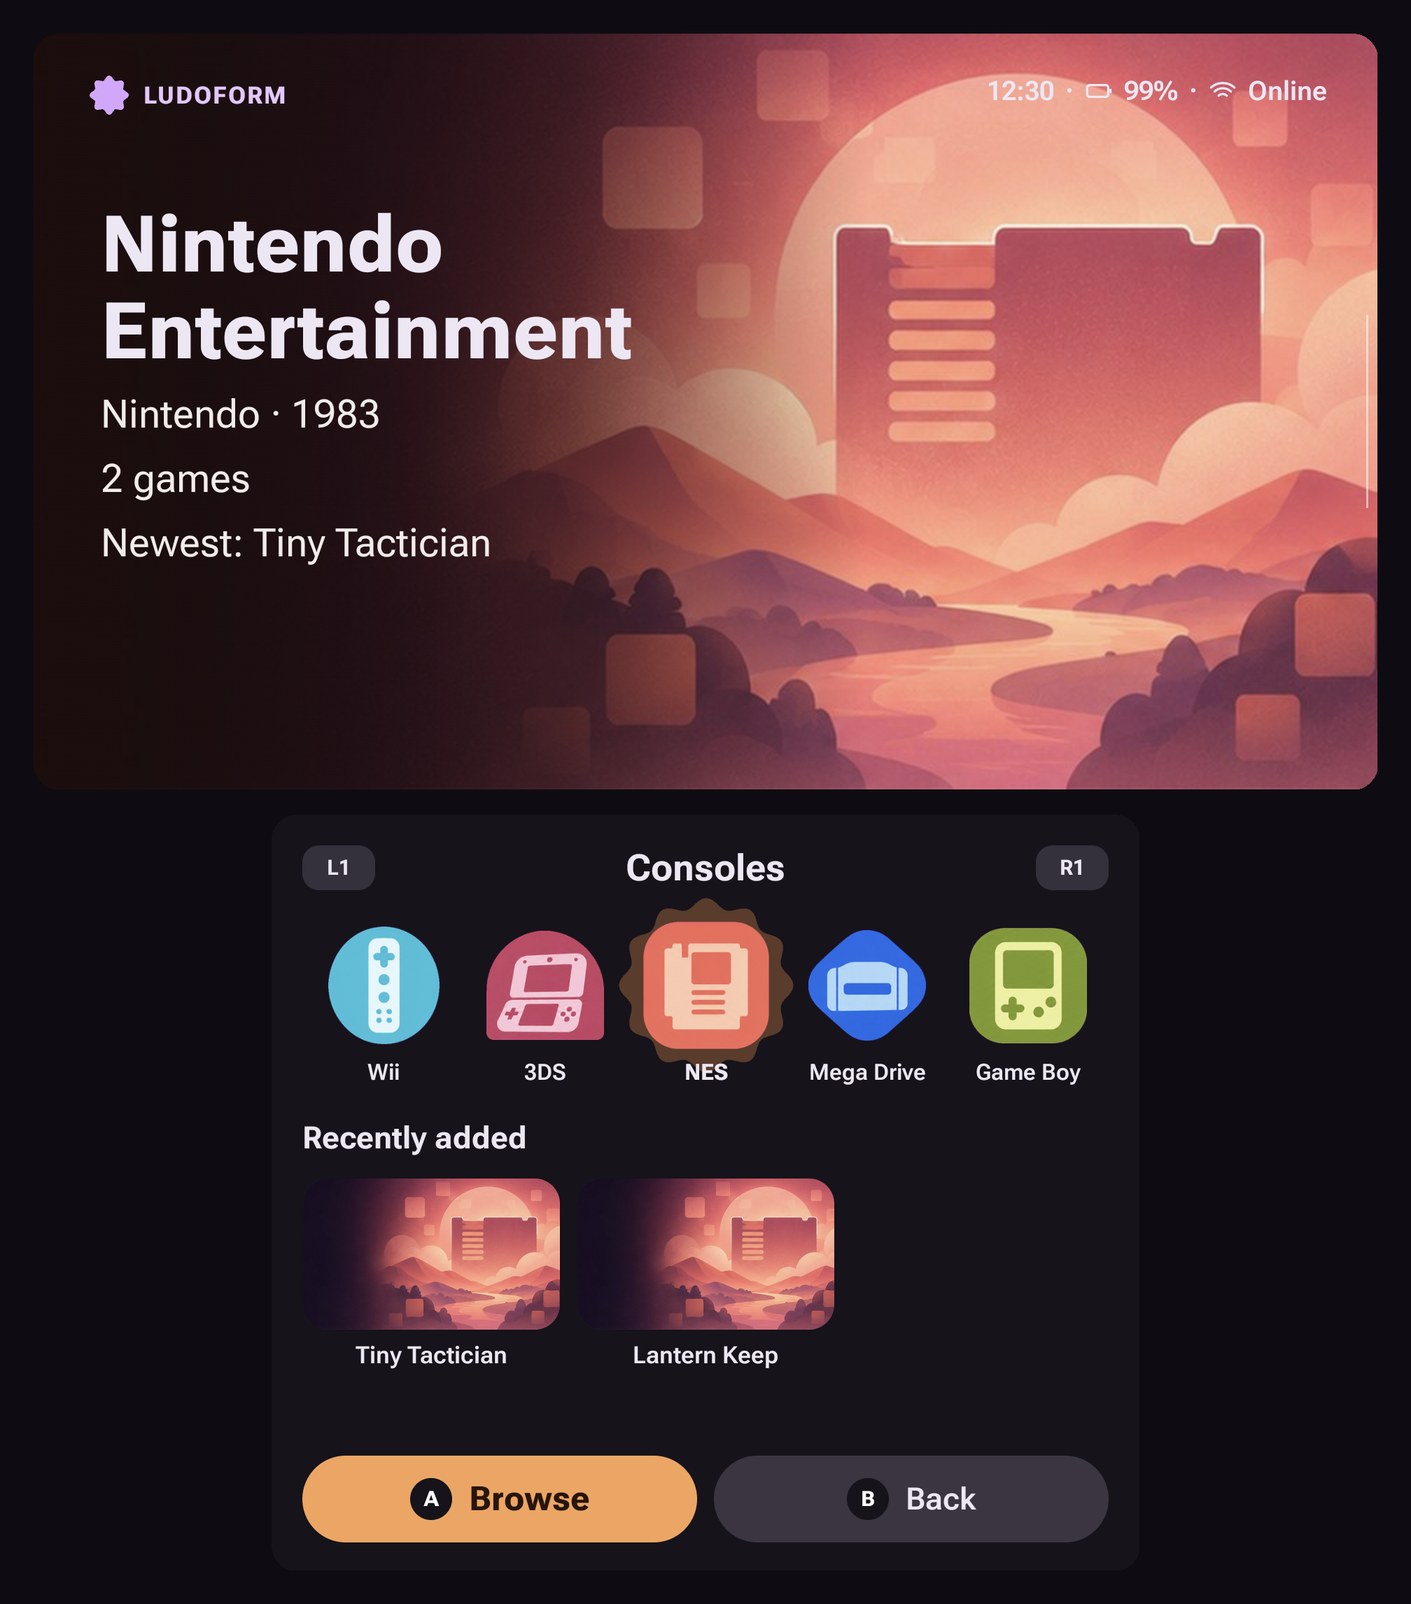 LUDOFORM
12:30 · 99% · Online
Nintendo
Entertainment
Nintendo · 1983
2 games
Newest: Tiny Tactician
L1 Consoles R1
Wii 3DS NES Mega Drive Game Boy
Recently added
Tiny Tactician Lantern Keep
A Browse B Back